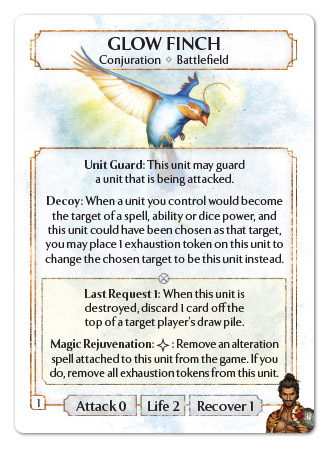 GLOW FINCH
Conjuration ⋄ Battlefield
Unit Guard: This unit may guard
a unit that is being attacked.
Decoy: When a unit you control would become
the target of a spell, ability or dice power, and
this unit could have been chosen as that target,
you may place 1 exhaustion token on this unit to
change the chosen target to be this unit instead.
Last Request 1: When this unit is
destroyed, discard 1 card off the
top of a target player's draw pile.
Magic Rejuvenation: ✧ : Remove an alteration
spell attached to this unit from the game. If you
do, remove all exhaustion tokens from this unit.
1 Attack 0 Life 2 Recover 1